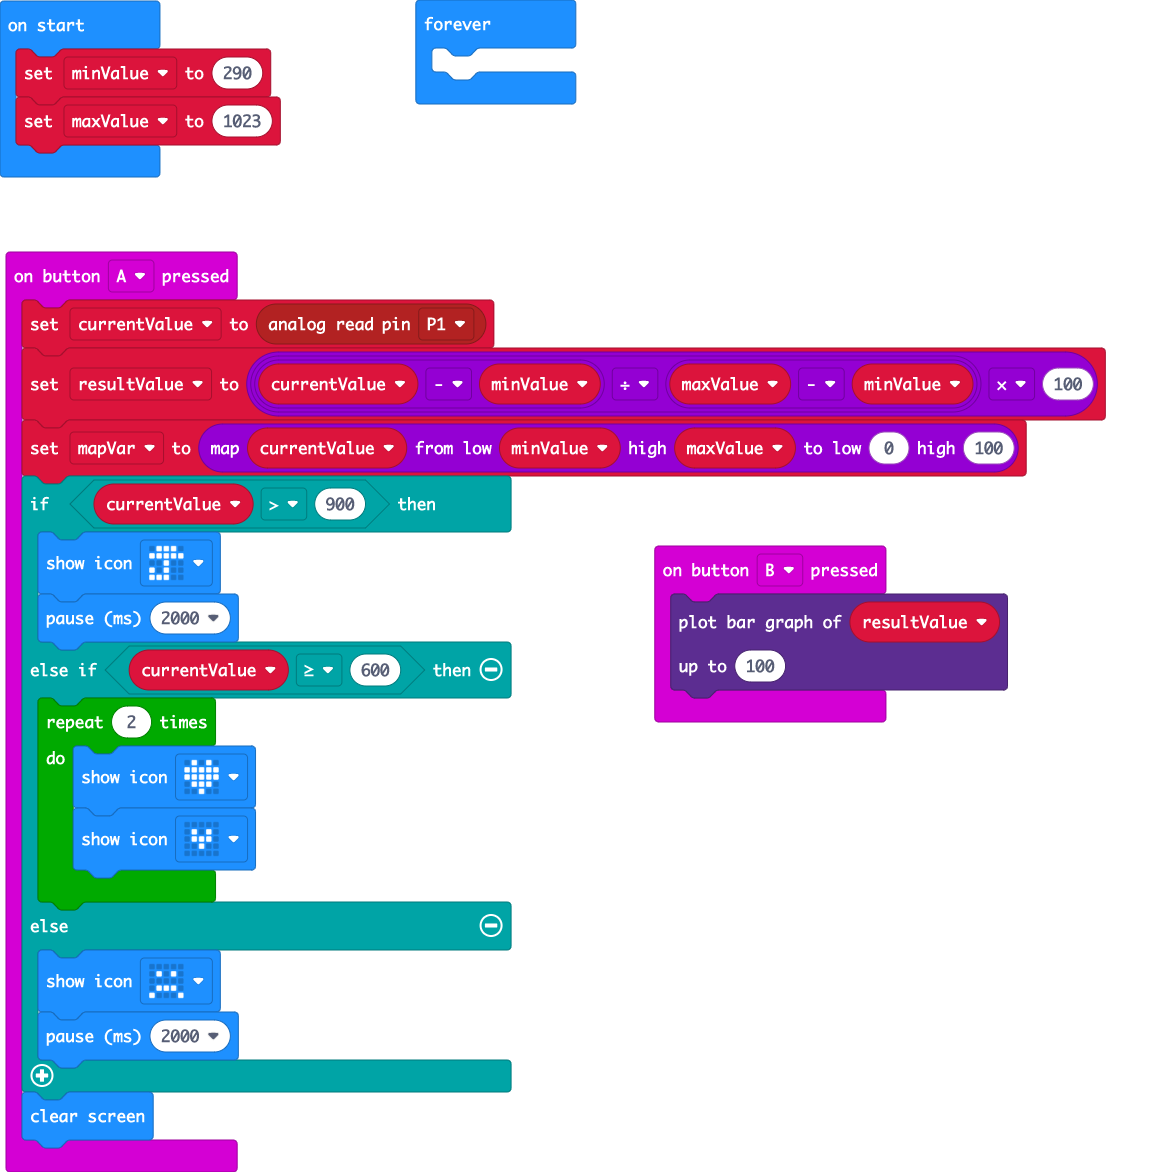 on start
set minValue to 290
set maxValue to 1023
forever
on button A pressed
set currentValue to analog read pin P1
set resultValue to currentValue - minValue ÷ maxValue - minValue × 100
set mapVar to map currentValue from low minValue high maxValue to low 0 high 100
if currentValue > 900 then
show icon
pause (ms) 2000
else if currentValue ≥ 600 then
repeat 2 times
do
show icon
show icon
else
show icon
pause (ms) 2000
clear screen
on button B pressed
plot bar graph of resultValue
up to 100